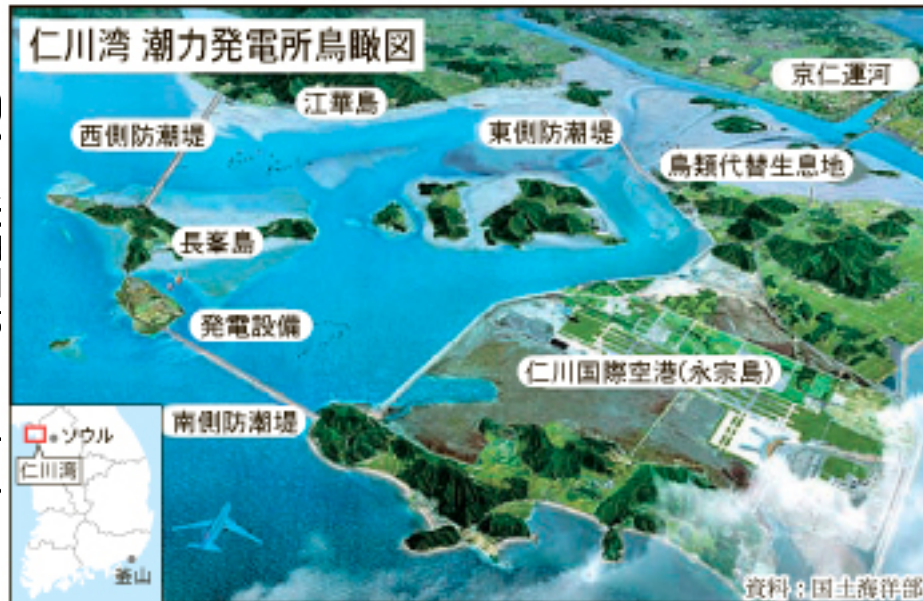 仁川湾 潮力発電所鳥瞰図
京仁運河
江華島
西側防潮堤
東側防潮堤
鳥類代替生息地
長峯島
発電設備
仁川国際空港(永宗島)
南側防潮堤
ソウル
仁川湾
釜山
資料：国土海洋部